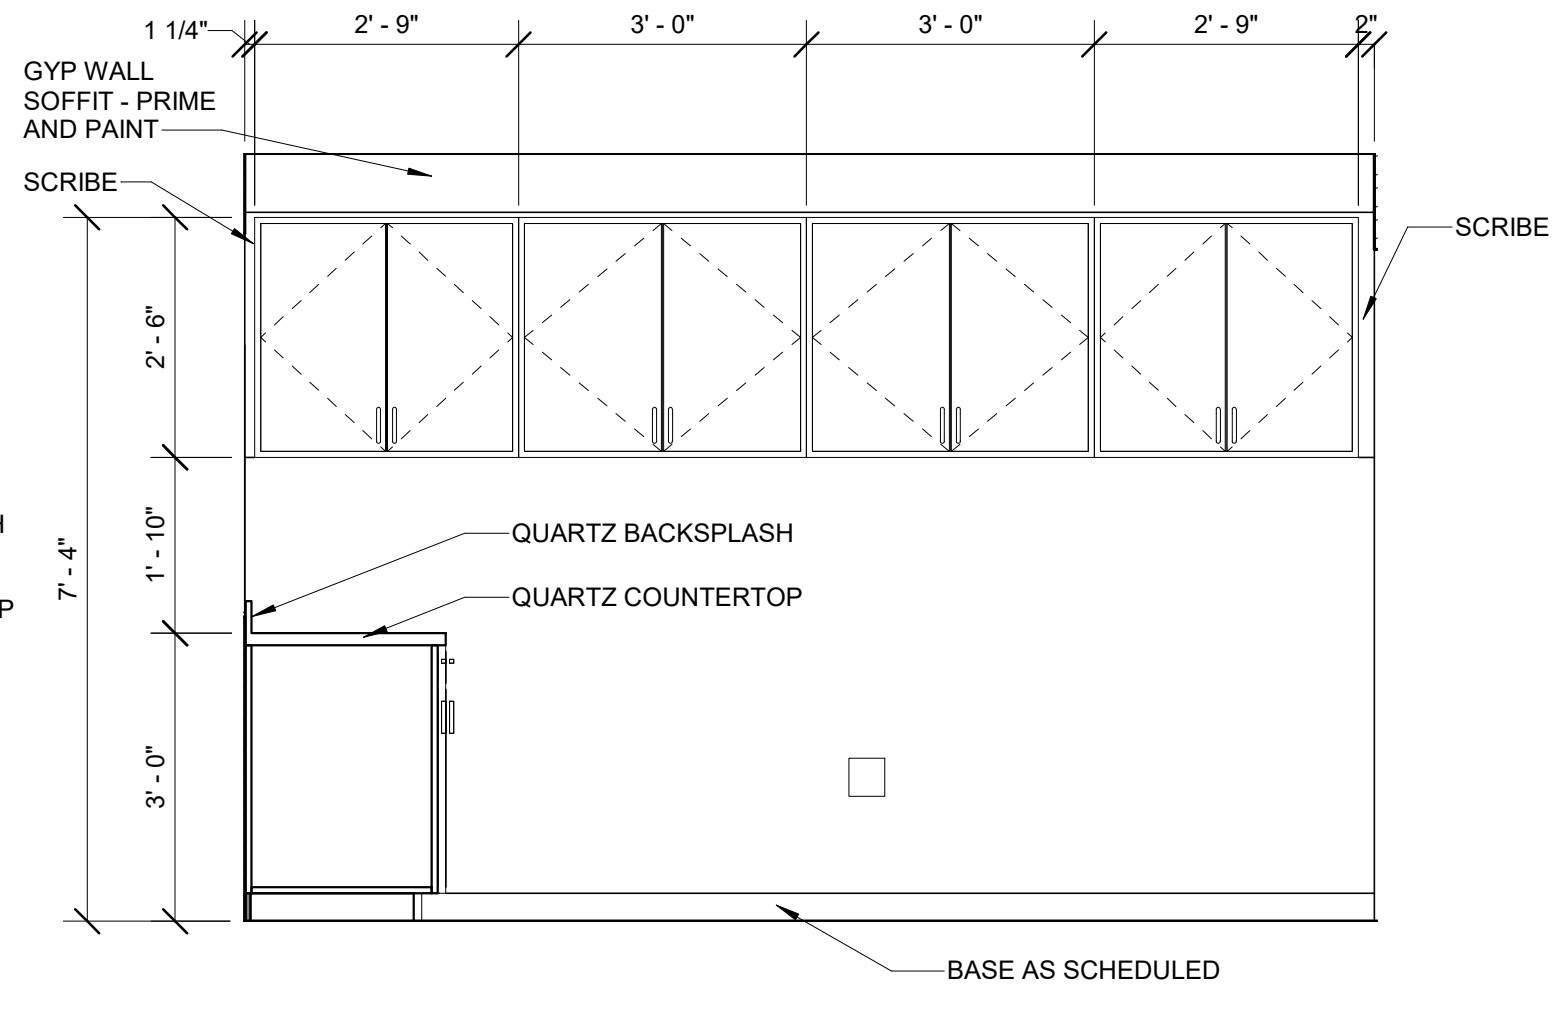 1 1/4"
2' - 9"
3' - 0"
3' - 0"
2' - 9"
2"
GYP WALL
SOFFIT - PRIME
AND PAINT
SCRIBE
SCRIBE
2' - 6"
1' - 10"
7' - 4"
3' - 0"
H
P
QUARTZ BACKSPLASH
QUARTZ COUNTERTOP
BASE AS SCHEDULED